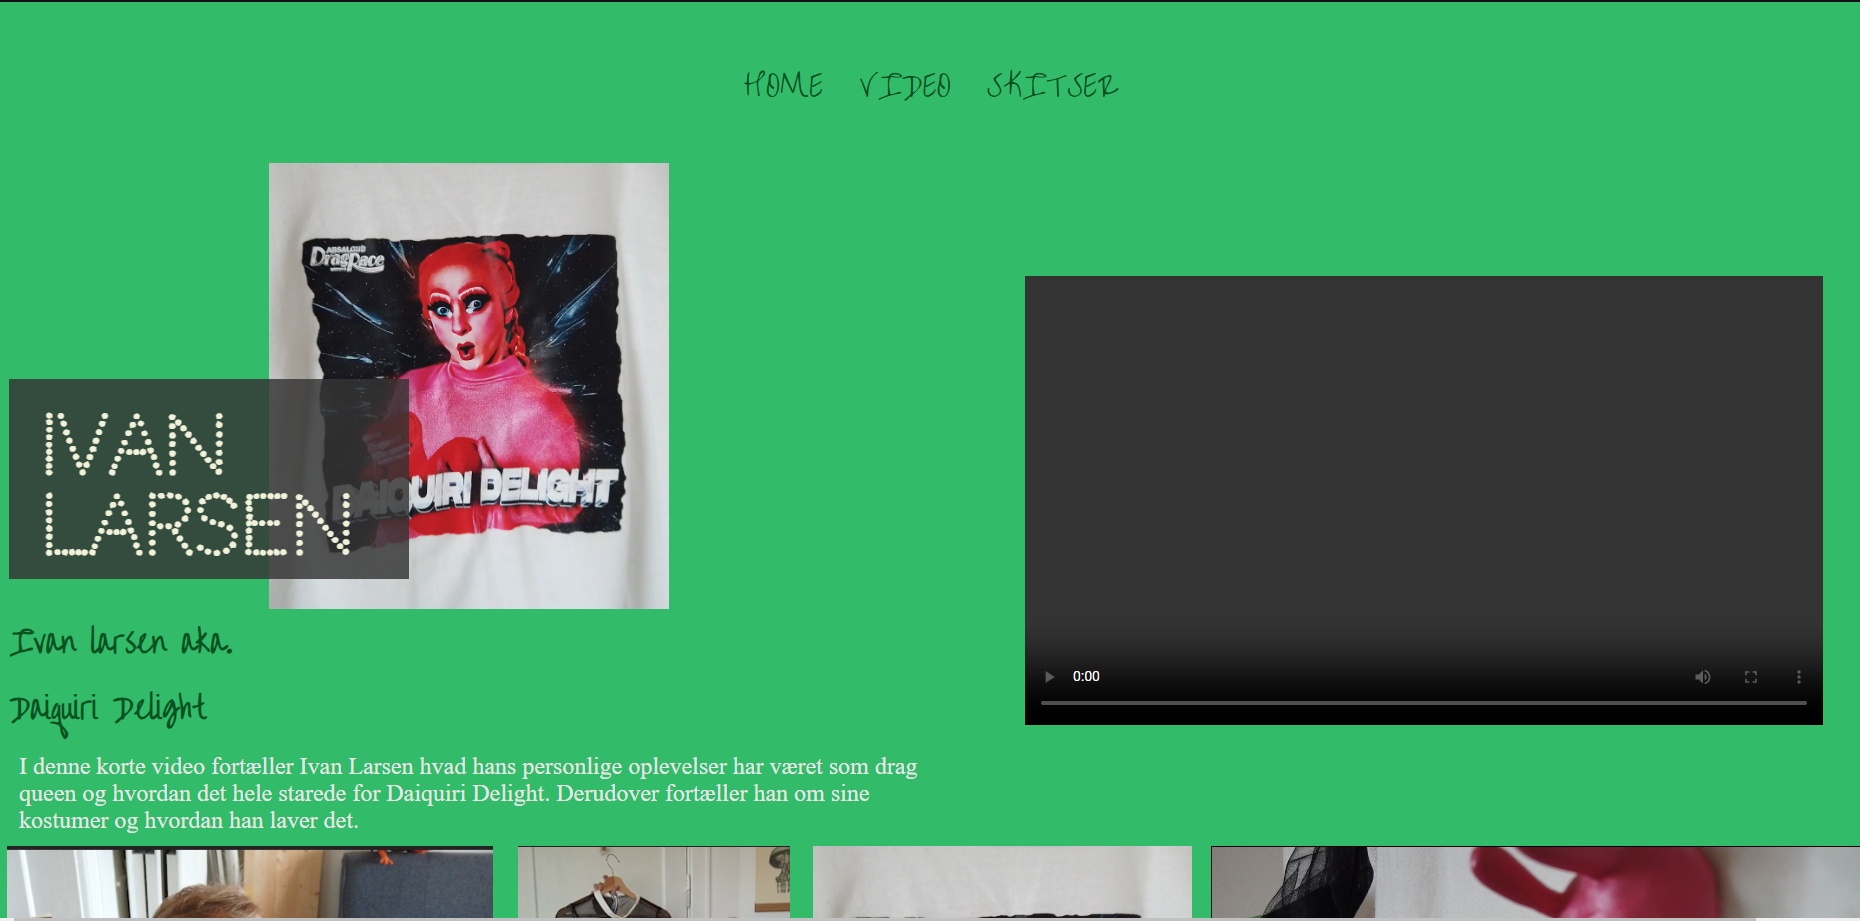 HOME VIDEO SKITSER
ABSALONS
DragRace
DAIQUIRI DELIGHT
IVAN
LARSEN
Ivan larsen aka.
Daiquiri Delight
0:00
I denne korte video fortæller Ivan Larsen hvad hans personlige oplevelser har været som drag
queen og hvordan det hele starede for Daiquiri Delight. Derudover fortæller han om sine
kostumer og hvordan han laver det.